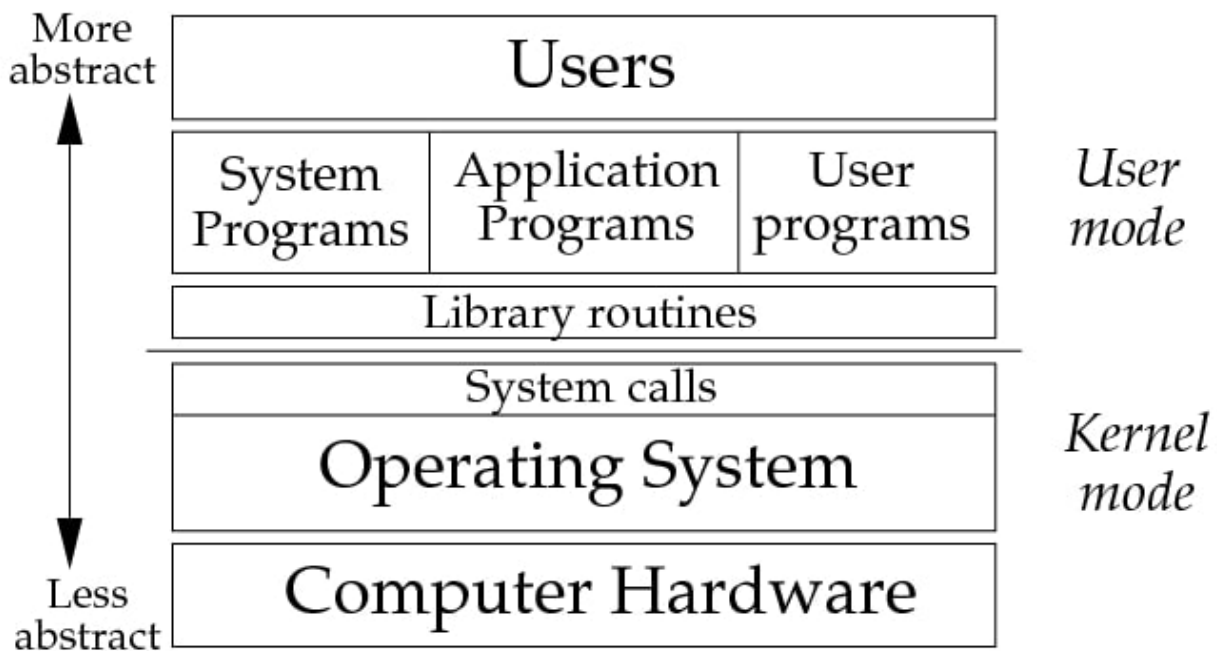 More
abstract
Users
System
Programs
Application
Programs
User
programs
User
mode
Library routines
System calls
Operating System
Kernel
mode
Computer Hardware
Less
abstract